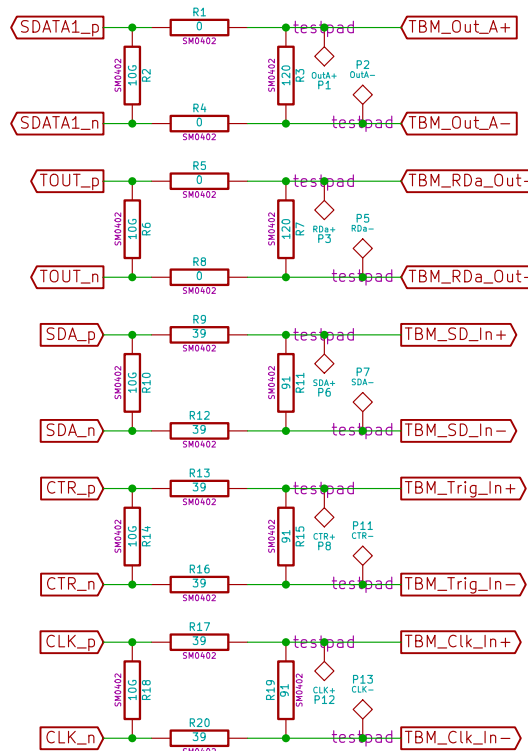 SDATA1_p
R1
0
SM0402
testpad
TBM_Out_A+
SM0402
10G
R2
SM0402
120
R3
OutA+
P1
P2
OutA-
SDATA1_n
R4
0
SM0402
testpad
TBM_Out_A-
TOUT_p
R5
0
SM0402
testpad
TBM_RDa_Out-
SM0402
10G
R6
SM0402
120
R7
RDa+
P3
P5
RDa-
TOUT_n
R8
0
SM0402
testpad
TBM_RDa_Out-
SDA_p
R9
39
SM0402
testpad
TBM_SD_In+
SM0402
10G
R10
SM0402
91
R11
SDA+
P6
P7
SDA-
SDA_n
R12
39
SM0402
testpad
TBM_SD_In-
CTR_p
R13
39
SM0402
testpad
TBM_Trig_In+
SM0402
10G
R14
SM0402
91
R15
CTR+
P8
P11
CTR-
CTR_n
R16
39
SM0402
testpad
TBM_Trig_In-
CLK_p
R17
39
SM0402
testpad
TBM_Clk_In+
SM0402
10G
R18
R19
91
SM0402
CLK+
P12
P13
CLK-
CLK_n
R20
39
SM0402
testpad
TBM_Clk_In-